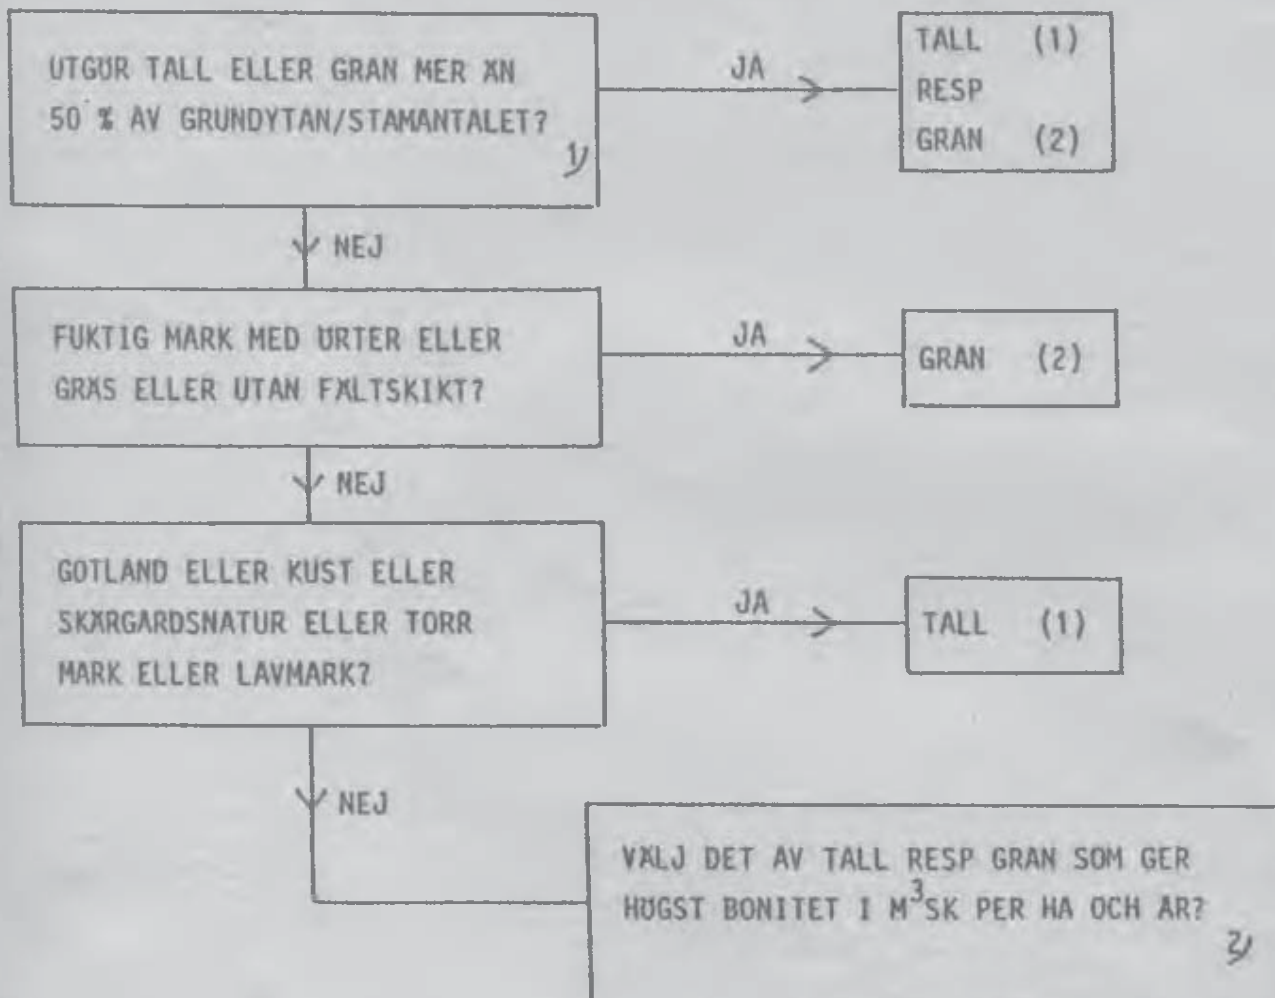 UTGÖR TALL ELLER GRAN MER ÄN
50 % AV GRUNDYTAN/STAMANTALET?
1)
JA
TALL (1)
RESP
GRAN (2)
NEJ
FUKTIG MARK MED ÖRTER ELLER
GRÄS ELLER UTAN FÄLTSKIKT?
JA
GRAN (2)
NEJ
GOTLAND ELLER KUST ELLER
SKÄRGÅRDSNATUR ELLER TORR
MARK ELLER LAVMARK?
JA
TALL (1)
NEJ
VÄLJ DET AV TALL RESP GRAN SOM GER
HÖGST BONITET I M³SK PER HA OCH ÅR?
2)